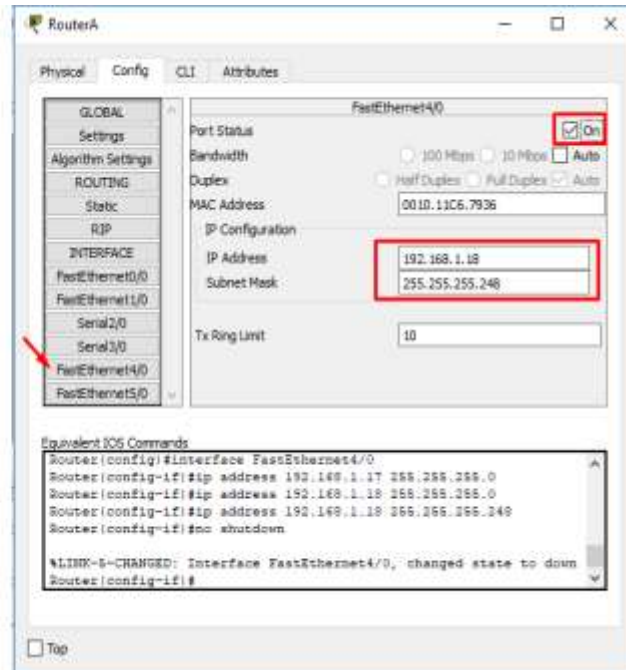 RouterA
Physical Config CLI Attributes
GLOBAL
Settings
Algorithm Settings
ROUTING
Static
RIP
INTERFACE
FastEthernet0/0
FastEthernet1/0
Serial2/0
Serial3/0
FastEthernet4/0
FastEthernet5/0
FastEthernet4/0
Port Status On
Bandwidth 100 Mbps 10 Mbps Auto
Duplex Half Duplex Full Duplex Auto
MAC Address 0010.11C6.7936
IP Configuration
IP Address 192.168.1.18
Subnet Mask 255.255.255.248
Tx Ring Limit 10
Equivalent IOS Commands
Router(config)#interface FastEthernet4/0
Router(config-if)#ip address 192.168.1.17 255.255.255.0
Router(config-if)#ip address 192.168.1.18 255.255.255.0
Router(config-if)#ip address 192.168.1.18 255.255.255.248
Router(config-if)#no shutdown
%LINK-5-CHANGED: Interface FastEthernet4/0, changed state to down
Router(config-if)#
Top